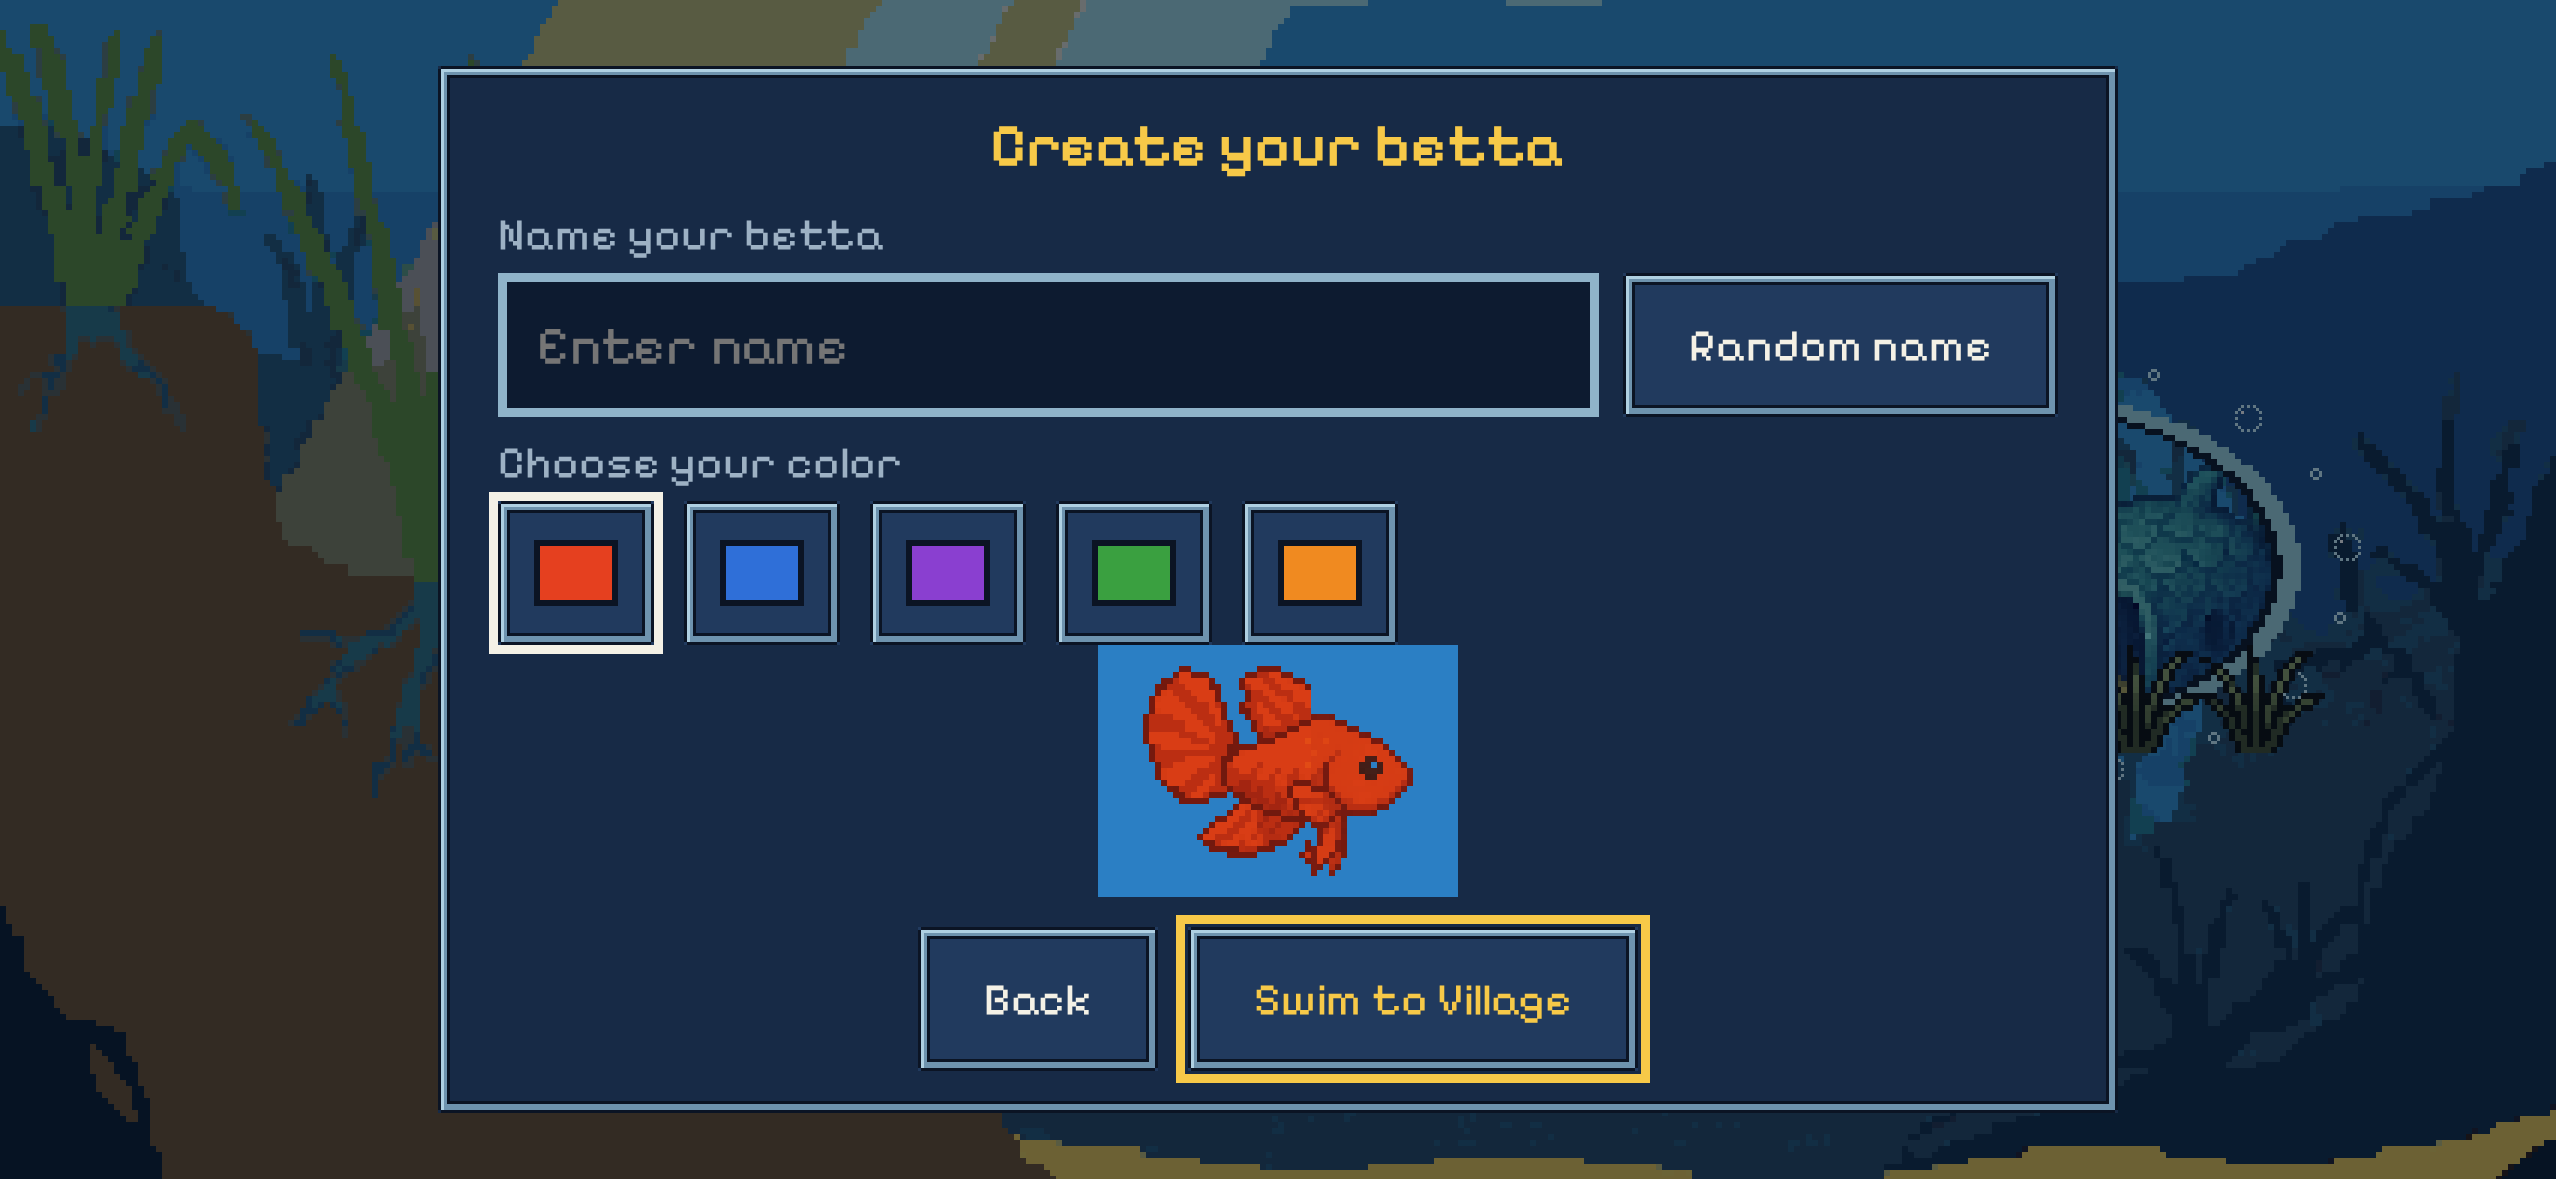 Create your betta
Name your betta
Enter name
Random name
Choose your color
Back
Swim to Village